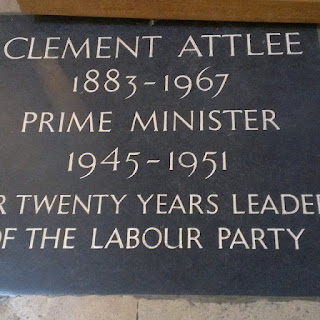 CLEMENT ATTLEE
1883-1967
PRIME MINISTER
1945-1951
R TWENTY YEARS LEADE
OF THE LABOUR PARTY